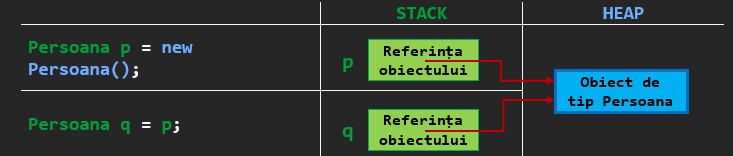 STACK
HEAP
Persoana p = new
Persoana();
p
Referința
obiectului
Obiect de
tip Persoana
Persoana q = p;
q
Referința
obiectului